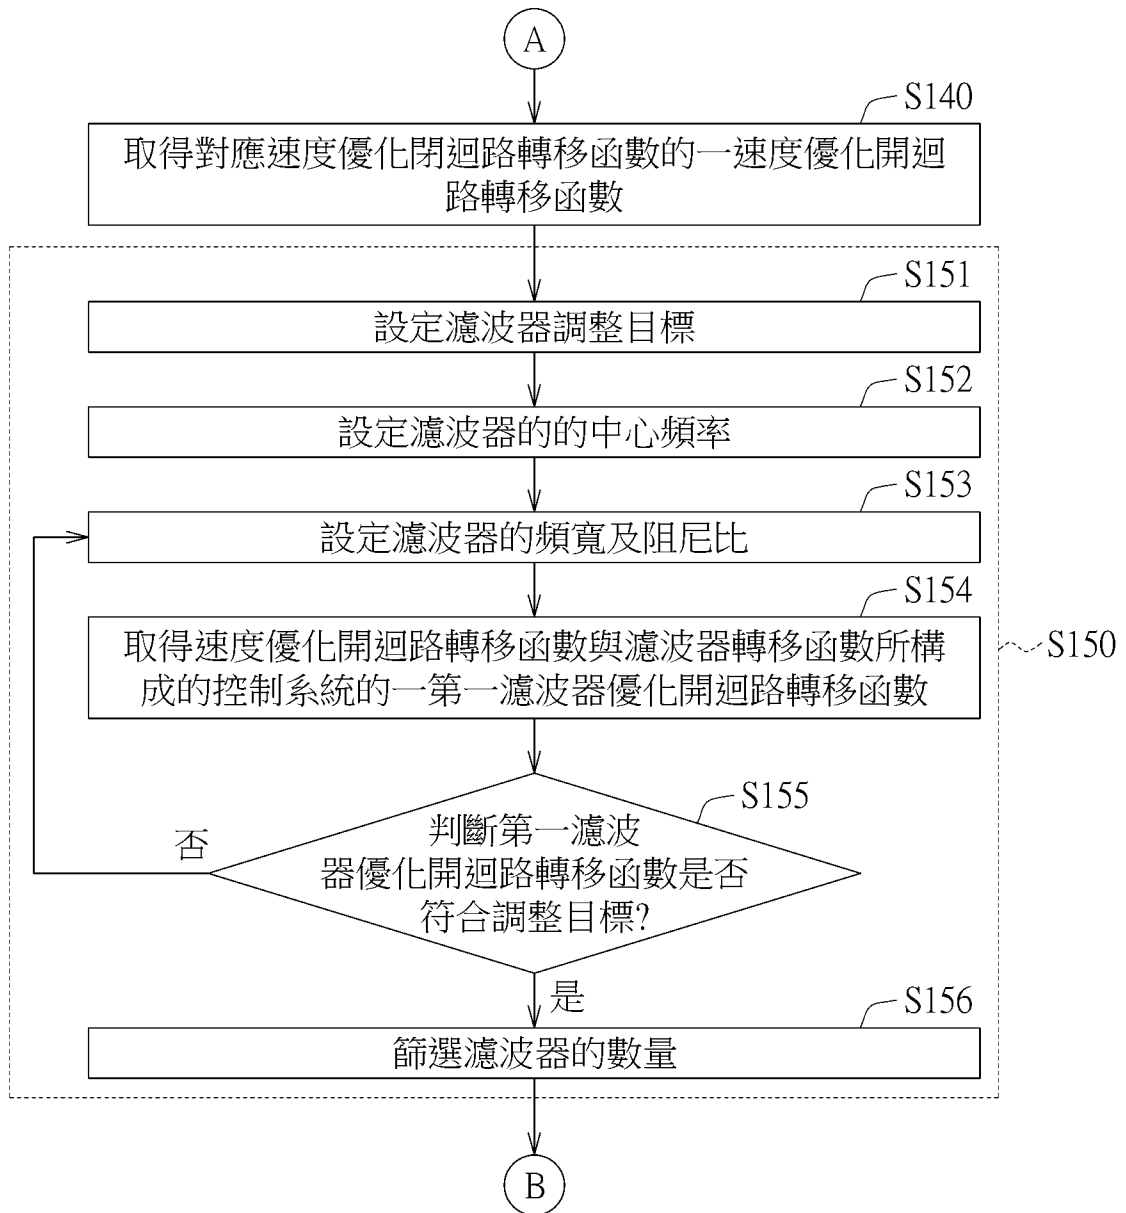 A
S140
取得對應速度優化閉迴路轉移函數的一速度優化開迴
路轉移函數
S151
設定濾波器調整目標
S152
設定濾波器的的中心頻率
S153
設定濾波器的頻寬及阻尼比
S154
取得速度優化開迴路轉移函數與濾波器轉移函數所構
成的控制系統的一第一濾波器優化開迴路轉移函數
S150
S155
判斷第一濾波
器優化開迴路轉移函數是否
符合調整目標?
否
是
S156
篩選濾波器的數量
B